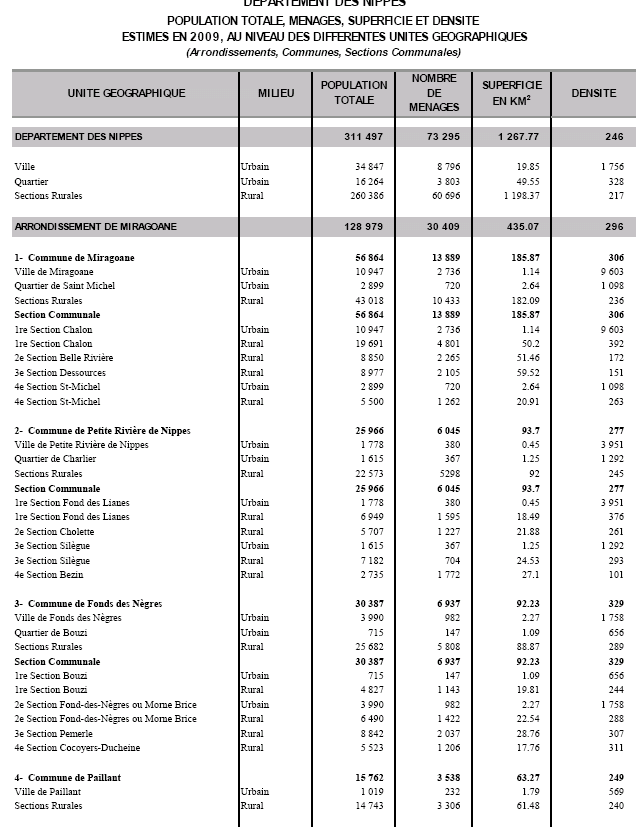 DEPARTEMENT DES NIPPES
POPULATION TOTALE, MENAGES, SUPERFICIE ET DENSITE
ESTIMES EN 2009, AU NIVEAU DES DIFFERENTES UNITES GEOGRAPHIQUES
(Arrondissements, Communes, Sections Communales)
UNITE GEOGRAPHIQUE MILIEU POPULATION TOTALE NOMBRE DE MENAGES SUPERFICIE EN KM² DENSITE
DEPARTEMENT DES NIPPES 311 497 73 295 1 267.77 246
Ville Urbain 34 847 8 796 19.85 1 756
Quartier Urbain 16 264 3 803 49.55 328
Sections Rurales Rural 260 386 60 696 1 198.37 217
ARRONDISSEMENT DE MIRAGOANE 128 979 30 409 435.07 296
1- Commune de Miragoane 56 864 13 889 185.87 306
Ville de Miragoane Urbain 10 947 2 736 1.14 9 603
Quartier de Saint Michel Urbain 2 899 720 2.64 1 098
Sections Rurales Rural 43 018 10 433 182.09 236
Section Communale 56 864 13 889 185.87 306
1re Section Chalon Urbain 10 947 2 736 1.14 9 603
1re Section Chalon Rural 19 691 4 801 50.2 392
2e Section Belle Rivière Rural 8 850 2 265 51.46 172
3e Section Dessources Rural 8 977 2 105 59.52 151
4e Section St-Michel Urbain 2 899 720 2.64 1 098
4e Section St-Michel Rural 5 500 1 262 20.91 263
2- Commune de Petite Rivière de Nippes 25 966 6 045 93.7 277
Ville de Petite Rivière de Nippes Urbain 1 778 380 0.45 3 951
Quartier de Charlier Urbain 1 615 367 1.25 1 292
Sections Rurales Rural 22 573 5298 92 245
Section Communale 25 966 6 045 93.7 277
1re Section Fond des Lianes Urbain 1 778 380 0.45 3 951
1re Section Fond des Lianes Rural 6 949 1 595 18.49 376
2e Section Cholette Rural 5 707 1 227 21.88 261
3e Section Silègue Urbain 1 615 367 1.25 1 292
3e Section Silègue Rural 7 182 704 24.53 293
4e Section Bezin Rural 2 735 1 772 27.1 101
3- Commune de Fonds des Nègres 30 387 6 937 92.23 329
Ville de Fonds des Nègres Urbain 3 990 982 2.27 1 758
Quartier de Bouzi Urbain 715 147 1.09 656
Sections Rurales Rural 25 682 5 808 88.87 289
Section Communale 30 387 6 937 92.23 329
1re Section Bouzi Urbain 715 147 1.09 656
1re Section Bouzi Rural 4 827 1 143 19.81 244
2e Section Fond-des-Nègres ou Morne Brice Urbain 3 990 982 2.27 1 758
2e Section Fond-des-Nègres ou Morne Brice Rural 6 490 1 422 22.54 288
3e Section Pemerle Rural 8 842 2 037 28.76 307
4e Section Cocoyers-Ducheine Rural 5 523 1 206 17.76 311
4- Commune de Paillant 15 762 3 538 63.27 249
Ville de Paillant Urbain 1 019 232 1.79 569
Sections Rurales Rural 14 743 3 306 61.48 240